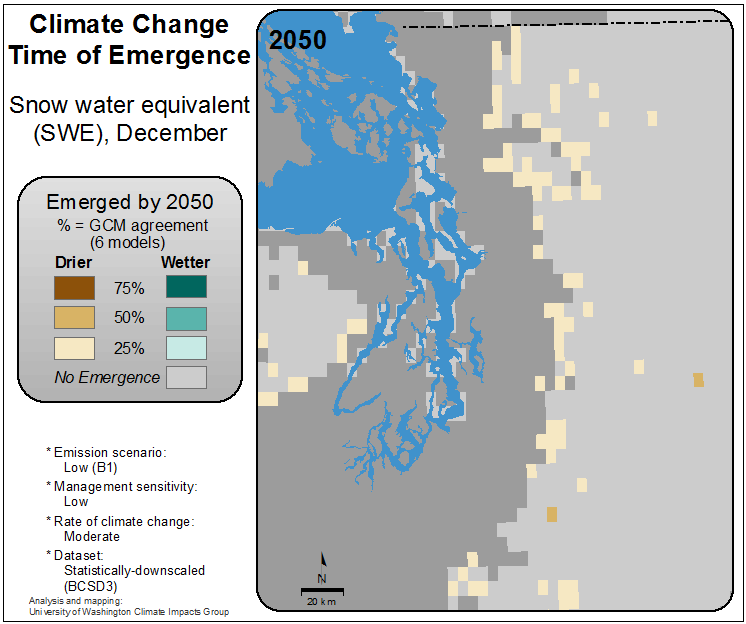 Climate Change
Time of Emergence
Snow water equivalent
(SWE), December
Emerged by 2050
% = GCM agreement
(6 models)
Drier Wetter
75%
50%
25%
No Emergence
* Emission scenario:
Low (B1)
* Management sensitivity:
Low
* Rate of climate change:
Moderate
* Dataset:
Statistically-downscaled
(BCSD3)
Analysis and mapping:
University of Washington Climate Impacts Group
2050
N
20 km